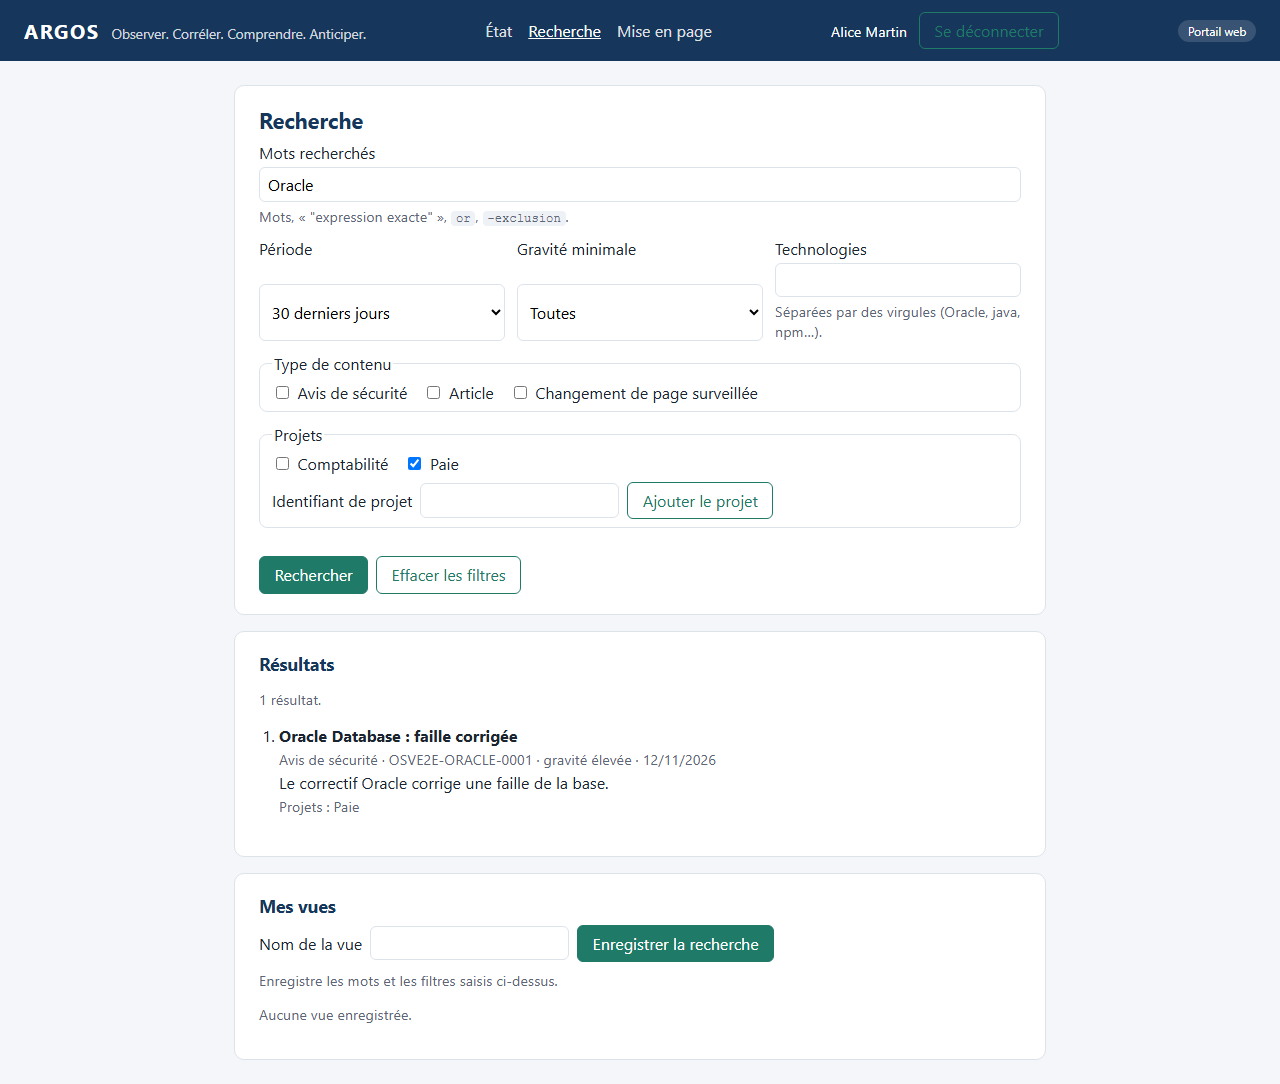 ARGOS Observer. Corréler. Comprendre. Anticiper. État Recherche Mise en page Alice Martin Se déconnecter Portail web
Recherche
Mots recherchés
Oracle
Mots, « "expression exacte" », or, -exclusion.
Période Gravité minimale Technologies
30 derniers jours Toutes
Séparées par des virgules (Oracle, java,
npm…).
Type de contenu
Avis de sécurité Article Changement de page surveillée
Projets
Comptabilité Paie
Identifiant de projet Ajouter le projet
Rechercher Effacer les filtres
Résultats
1 résultat.
1. Oracle Database : faille corrigée
Avis de sécurité · OSVE2E-ORACLE-0001 · gravité élevée · 12/11/2026
Le correctif Oracle corrige une faille de la base.
Projets : Paie
Mes vues
Nom de la vue Enregistrer la recherche
Enregistre les mots et les filtres saisis ci-dessus.
Aucune vue enregistrée.